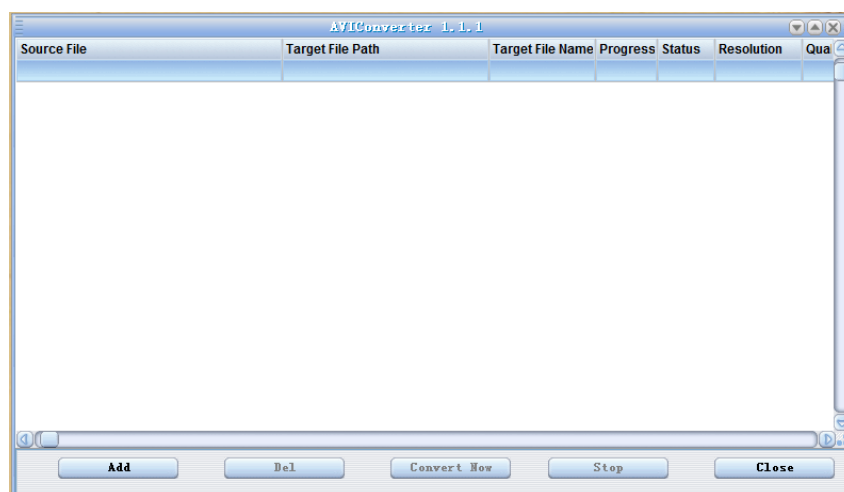 AVIConverter 1.1.1
Source File Target File Path Target File Name Progress Status Resolution Qua
Add Del Convert Now Stop Close